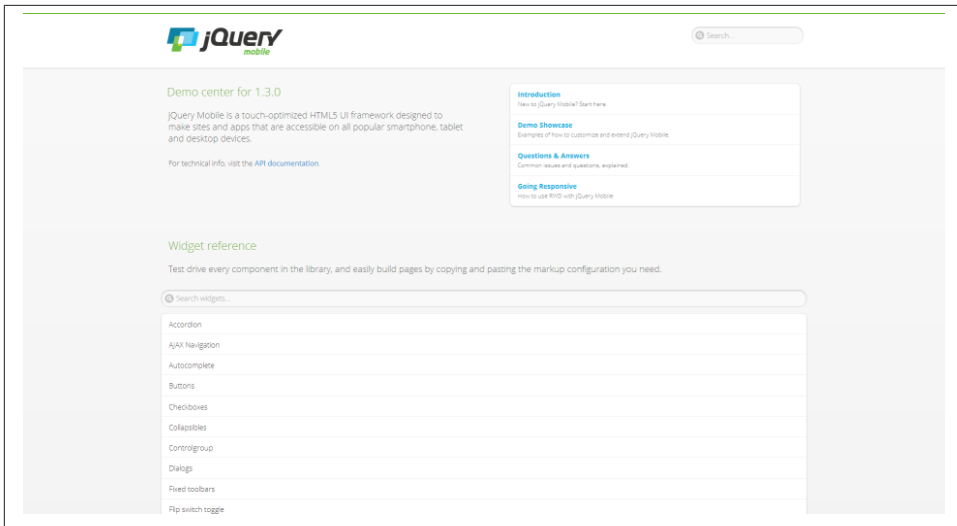 jQuery
mobile
Search...
Demo center for 1.3.0
jQuery Mobile is a touch-optimized HTML5 UI framework designed to
make sites and apps that are accessible on all popular smartphone, tablet
and desktop devices.
For technical info, visit the API documentation
Introduction
New to jQuery Mobile? Start here.
Demo Showcase
Examples of how to customize and extend jQuery Mobile.
Questions & Answers
Common issues and questions, explained
Going Responsive
How to use RWD with jQuery Mobile
Widget reference
Test drive every component in the library, and easily build pages by copying and pasting the markup configuration you need.
Search widgets...
Accordion
AJAX Navigation
Autocomplete
Buttons
Checkboxes
Collapsibles
Controlgroup
Dialogs
Fixed toolbars
Flip switch toggle